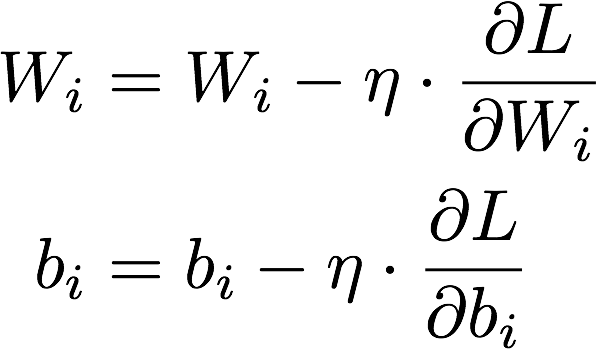 W_i = W_i − η · ∂L/∂W_i
b_i = b_i − η · ∂L/∂b_i